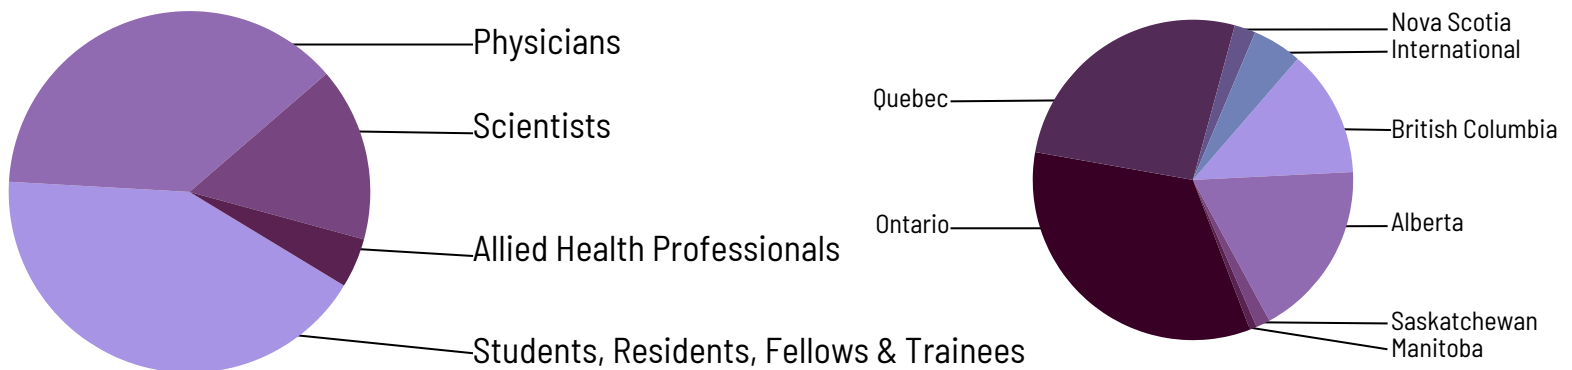 Physicians
Scientists
Allied Health Professionals
Students, Residents, Fellows & Trainees
Nova Scotia
International
Quebec
British Columbia
Ontario
Alberta
Saskatchewan
Manitoba